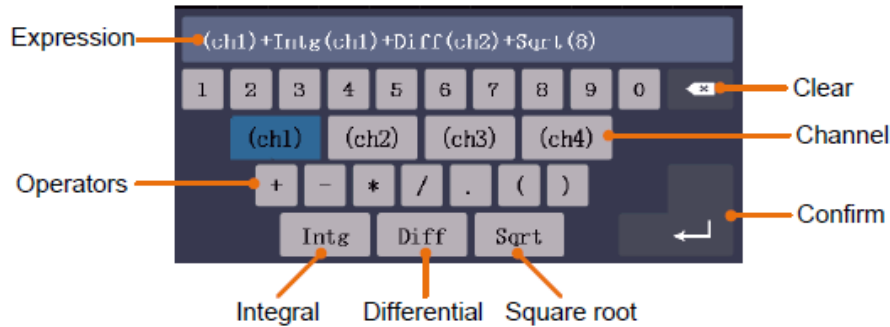 Expression (ch1)+Intg(ch1)+Diff(ch2)+Sqrt(8)
1 2 3 4 5 6 7 8 9 0 Clear
(ch1) (ch2) (ch3) (ch4) Channel
Operators + - * / . ( )
Confirm
Intg Diff Sqrt
Integral Differential Square root